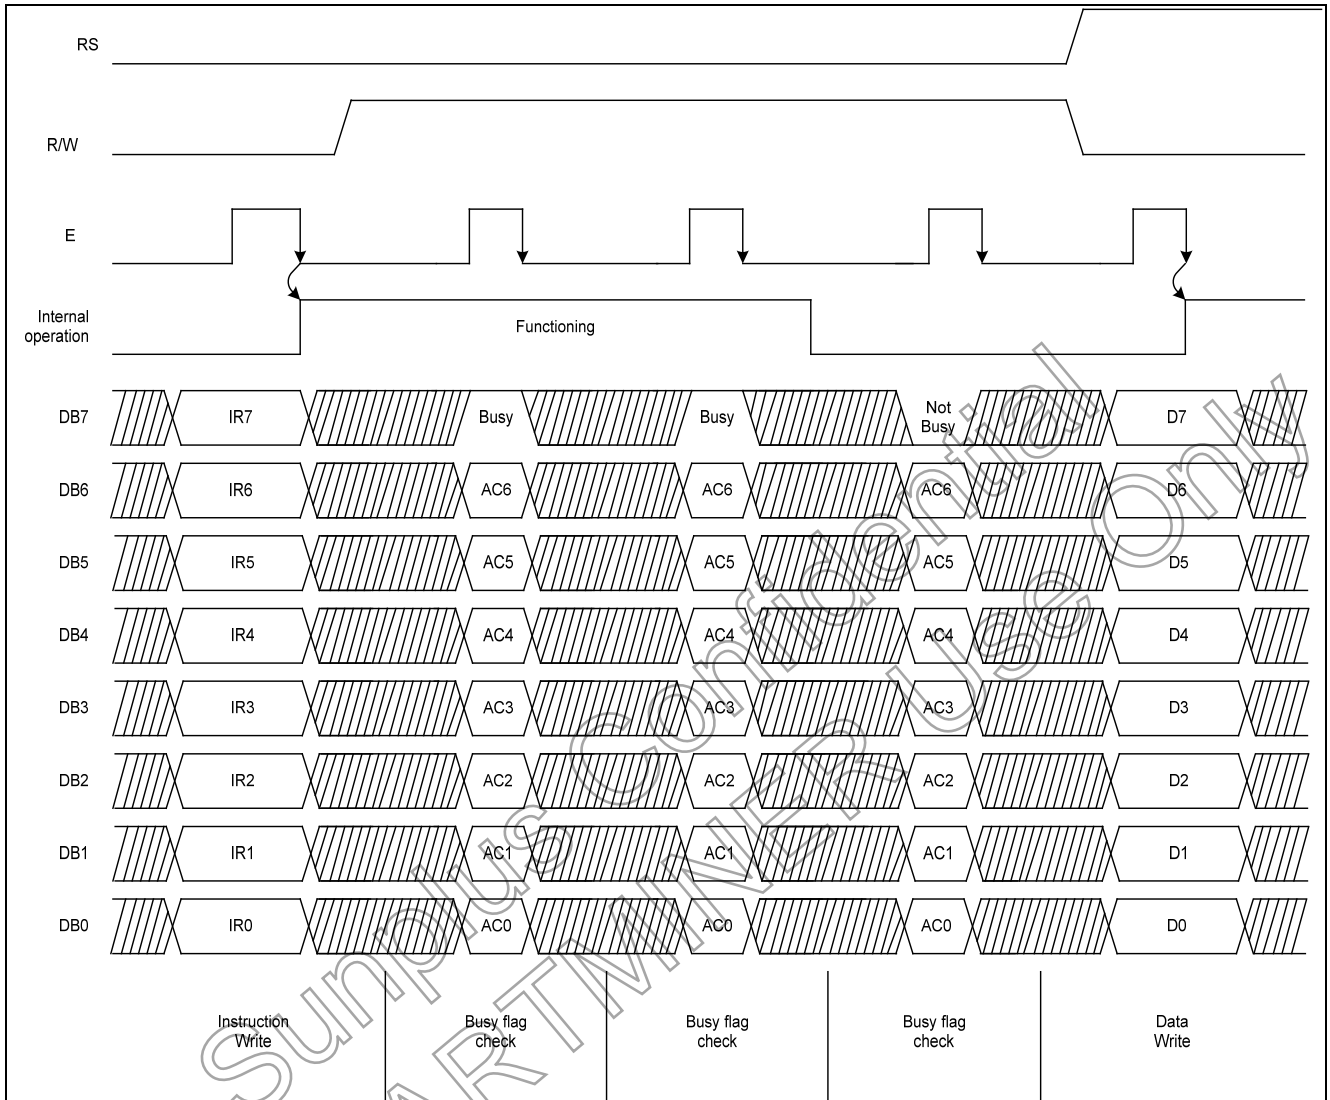 RS
R/W
E
Internal
operation
Functioning
DB7 IR7 Busy Busy Not Busy D7
DB6 IR6 AC6 AC6 AC6 D6
DB5 IR5 AC5 AC5 AC5 D5
DB4 IR4 AC4 AC4 AC4 D4
DB3 IR3 AC3 AC3 AC3 D3
DB2 IR2 AC2 AC2 AC2 D2
DB1 IR1 AC1 AC1 AC1 D1
DB0 IR0 AC0 AC0 AC0 D0
Instruction Write
Busy flag check
Busy flag check
Busy flag check
Data Write
Sunplus Confidential
ARTMINER Use Only